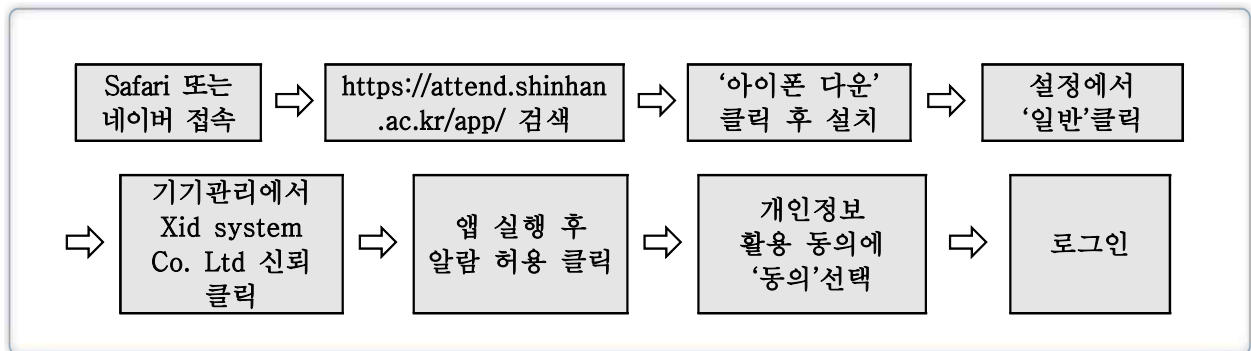 Safari 또는
네이버 접속
https://attend.shinhan
.ac.kr/app/ 검색
‘아이폰 다운’
클릭 후 설치
설정에서
‘일반’클릭
기기관리에서
Xid system
Co. Ltd 신뢰
클릭
앱 실행 후
알람 허용 클릭
개인정보
활용 동의에
‘동의’선택
로그인